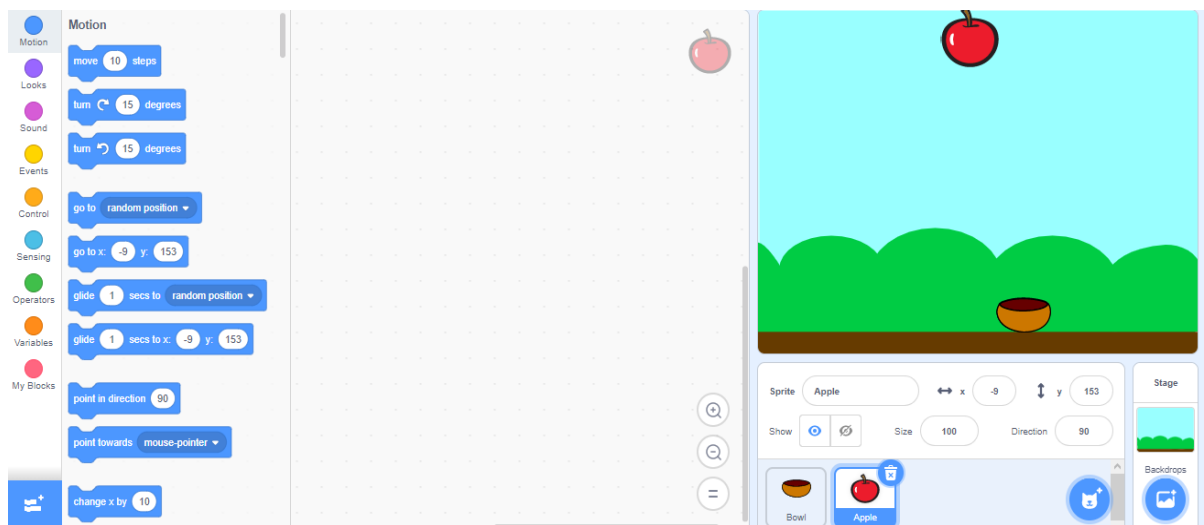 Motion
Looks
Sound
Events
Control
Sensing
Operators
Variables
My Blocks
Motion
move 10 steps
turn 15 degrees
turn 15 degrees
go to random position
go to x: -9 y: 153
glide 1 secs to random position
glide 1 secs to x: -9 y: 153
point in direction 90
point towards mouse-pointer
change x by 10
Sprite Apple x -9 y 153
Show Size 100 Direction 90
Bowl
Apple
Stage
Backdrops